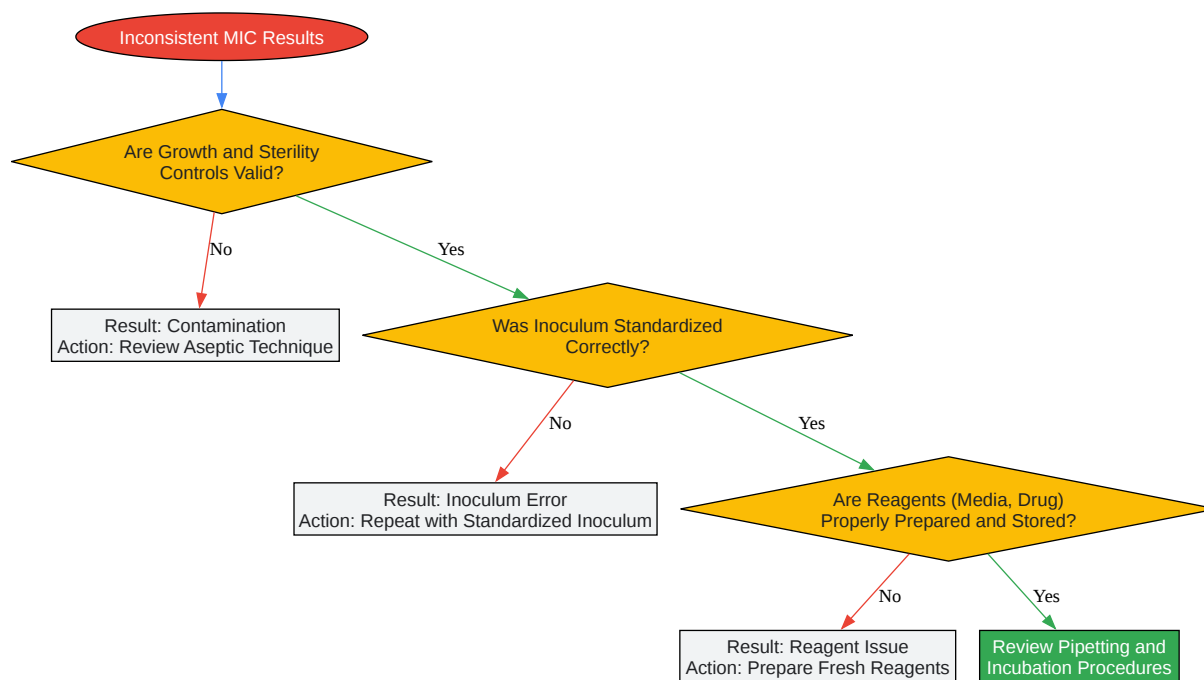 Inconsistent MIC Results
Are Growth and Sterility
Controls Valid?
No
Yes
Result: Contamination
Action: Review Aseptic Technique
Was Inoculum Standardized
Correctly?
No
Yes
Result: Inoculum Error
Action: Repeat with Standardized Inoculum
Are Reagents (Media, Drug)
Properly Prepared and Stored?
No
Yes
Result: Reagent Issue
Action: Prepare Fresh Reagents
Review Pipetting and
Incubation Procedures